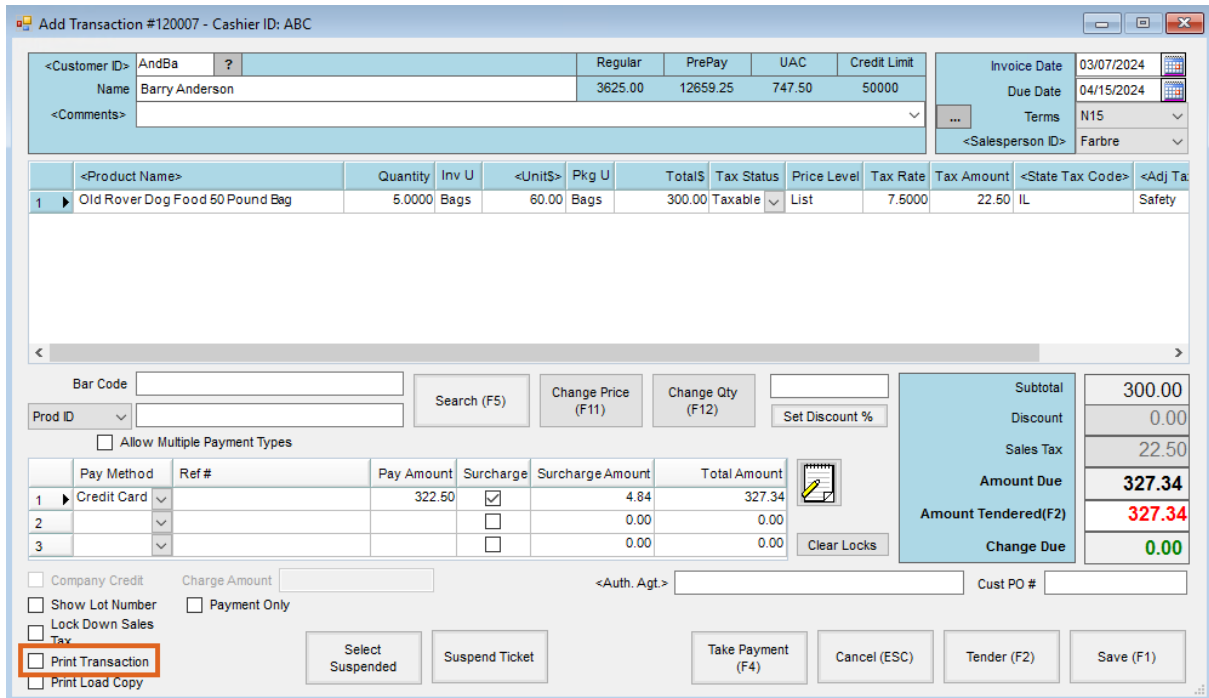 Add Transaction #120007 - Cashier ID: ABC
<Customer ID> AndBa ? Regular PrePay UAC Credit Limit Invoice Date 03/07/2024
Name Barry Anderson 3625.00 12659.25 747.50 50000 Due Date 04/15/2024
<Comments> ... Terms N15
<Salesperson ID> Farbre
<Product Name> Quantity Inv U <Unit$> Pkg U Total$ Tax Status Price Level Tax Rate Tax Amount <State Tax Code> <Adj Ta
1 Old Rover Dog Food 50 Pound Bag 5.0000 Bags 60.00 Bags 300.00 Taxable List 7.5000 22.50 IL Safety
Bar Code Search (F5) Change Price (F11) Change Qty (F12) Subtotal 300.00
Prod ID Set Discount % Discount 0.00
Allow Multiple Payment Types Sales Tax 22.50
Pay Method Ref # Pay Amount Surcharge Surcharge Amount Total Amount Amount Due 327.34
1 Credit Card 322.50 4.84 327.34 Amount Tendered(F2) 327.34
2 0.00 0.00
3 0.00 0.00 Clear Locks Change Due 0.00
Company Credit Charge Amount <Auth. Agt.> Cust PO #
Show Lot Number Payment Only
Lock Down Sales Tax
Print Transaction Select Suspended Suspend Ticket Take Payment (F4) Cancel (ESC) Tender (F2) Save (F1)
Print Load Copy